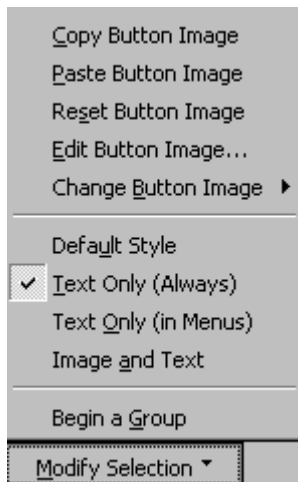 Copy Button Image
Paste Button Image
Reset Button Image
Edit Button Image...
Change Button Image
Default Style
Text Only (Always)
Text Only (in Menus)
Image and Text
Begin a Group
Modify Selection